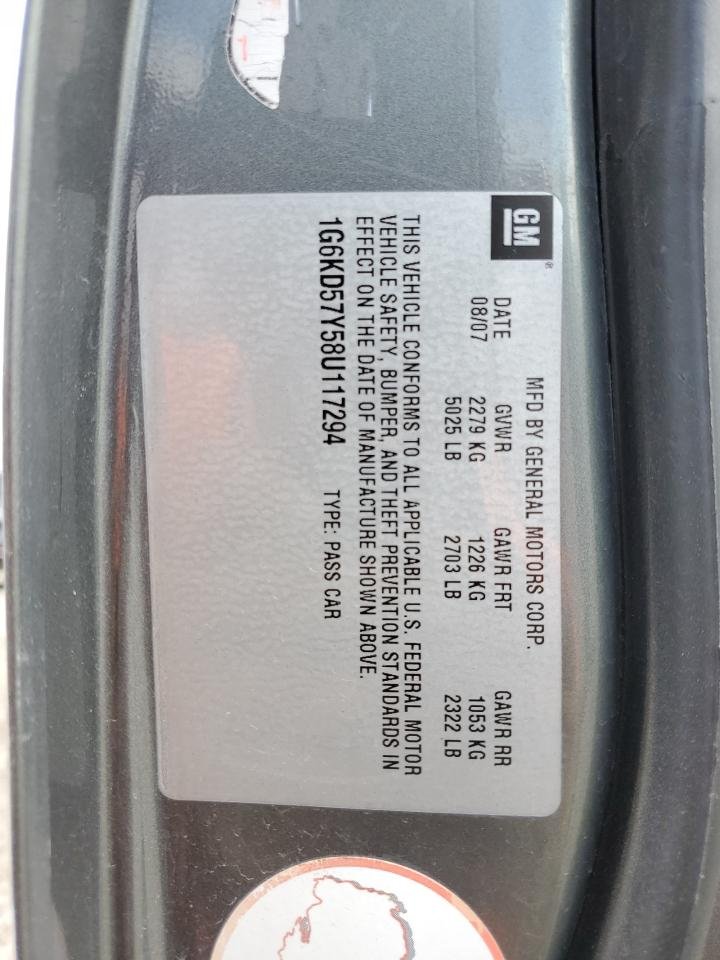 GM®
MFD BY GENERAL MOTORS CORP.
DATE GVWR GAWR FRT GAWR RR
08/07 2279 KG 1226 KG 1053 KG
5025 LB 2703 LB 2322 LB
THIS VEHICLE CONFORMS TO ALL APPLICABLE U.S. FEDERAL MOTOR
VEHICLE SAFETY, BUMPER, AND THEFT PREVENTION STANDARDS IN
EFFECT ON THE DATE OF MANUFACTURE SHOWN ABOVE.
1G6KD57Y58U117294 TYPE: PASS CAR